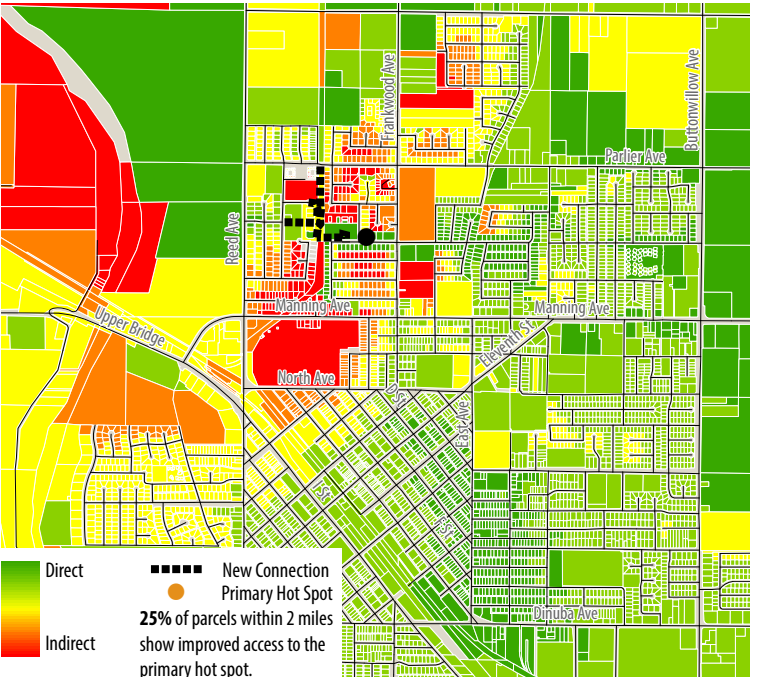 Frankwood Ave
Buttonwillow Ave
Parlier Ave
Reed Ave
Manning Ave
Manning Ave
Upper Bridge
Eleventh St
North Ave
East Ave
Dinuba Ave
Direct
Indirect
New Connection
Primary Hot Spot
25% of parcels within 2 miles
show improved access to the
primary hot spot.